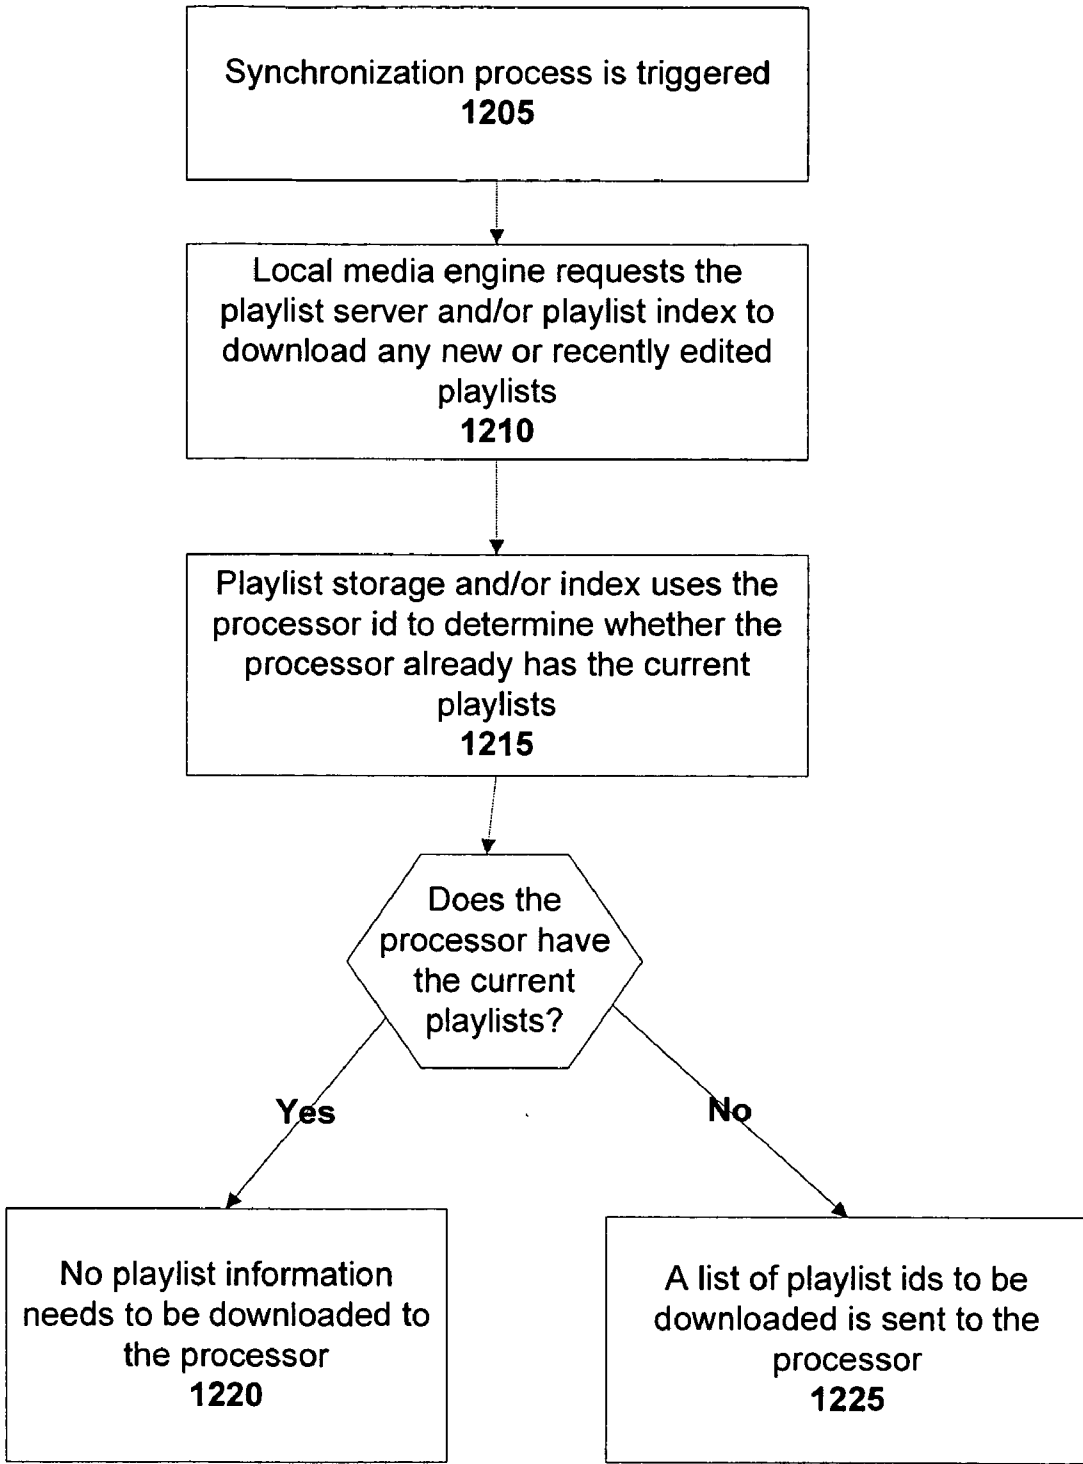 Synchronization process is triggered
1205
Local media engine requests the
playlist server and/or playlist index to
download any new or recently edited
playlists
1210
Playlist storage and/or index uses the
processor id to determine whether the
processor already has the current
playlists
1215
Does the
processor have
the current
playlists?
Yes
No
No playlist information
needs to be downloaded to
the processor
1220
A list of playlist ids to be
downloaded is sent to the
processor
1225